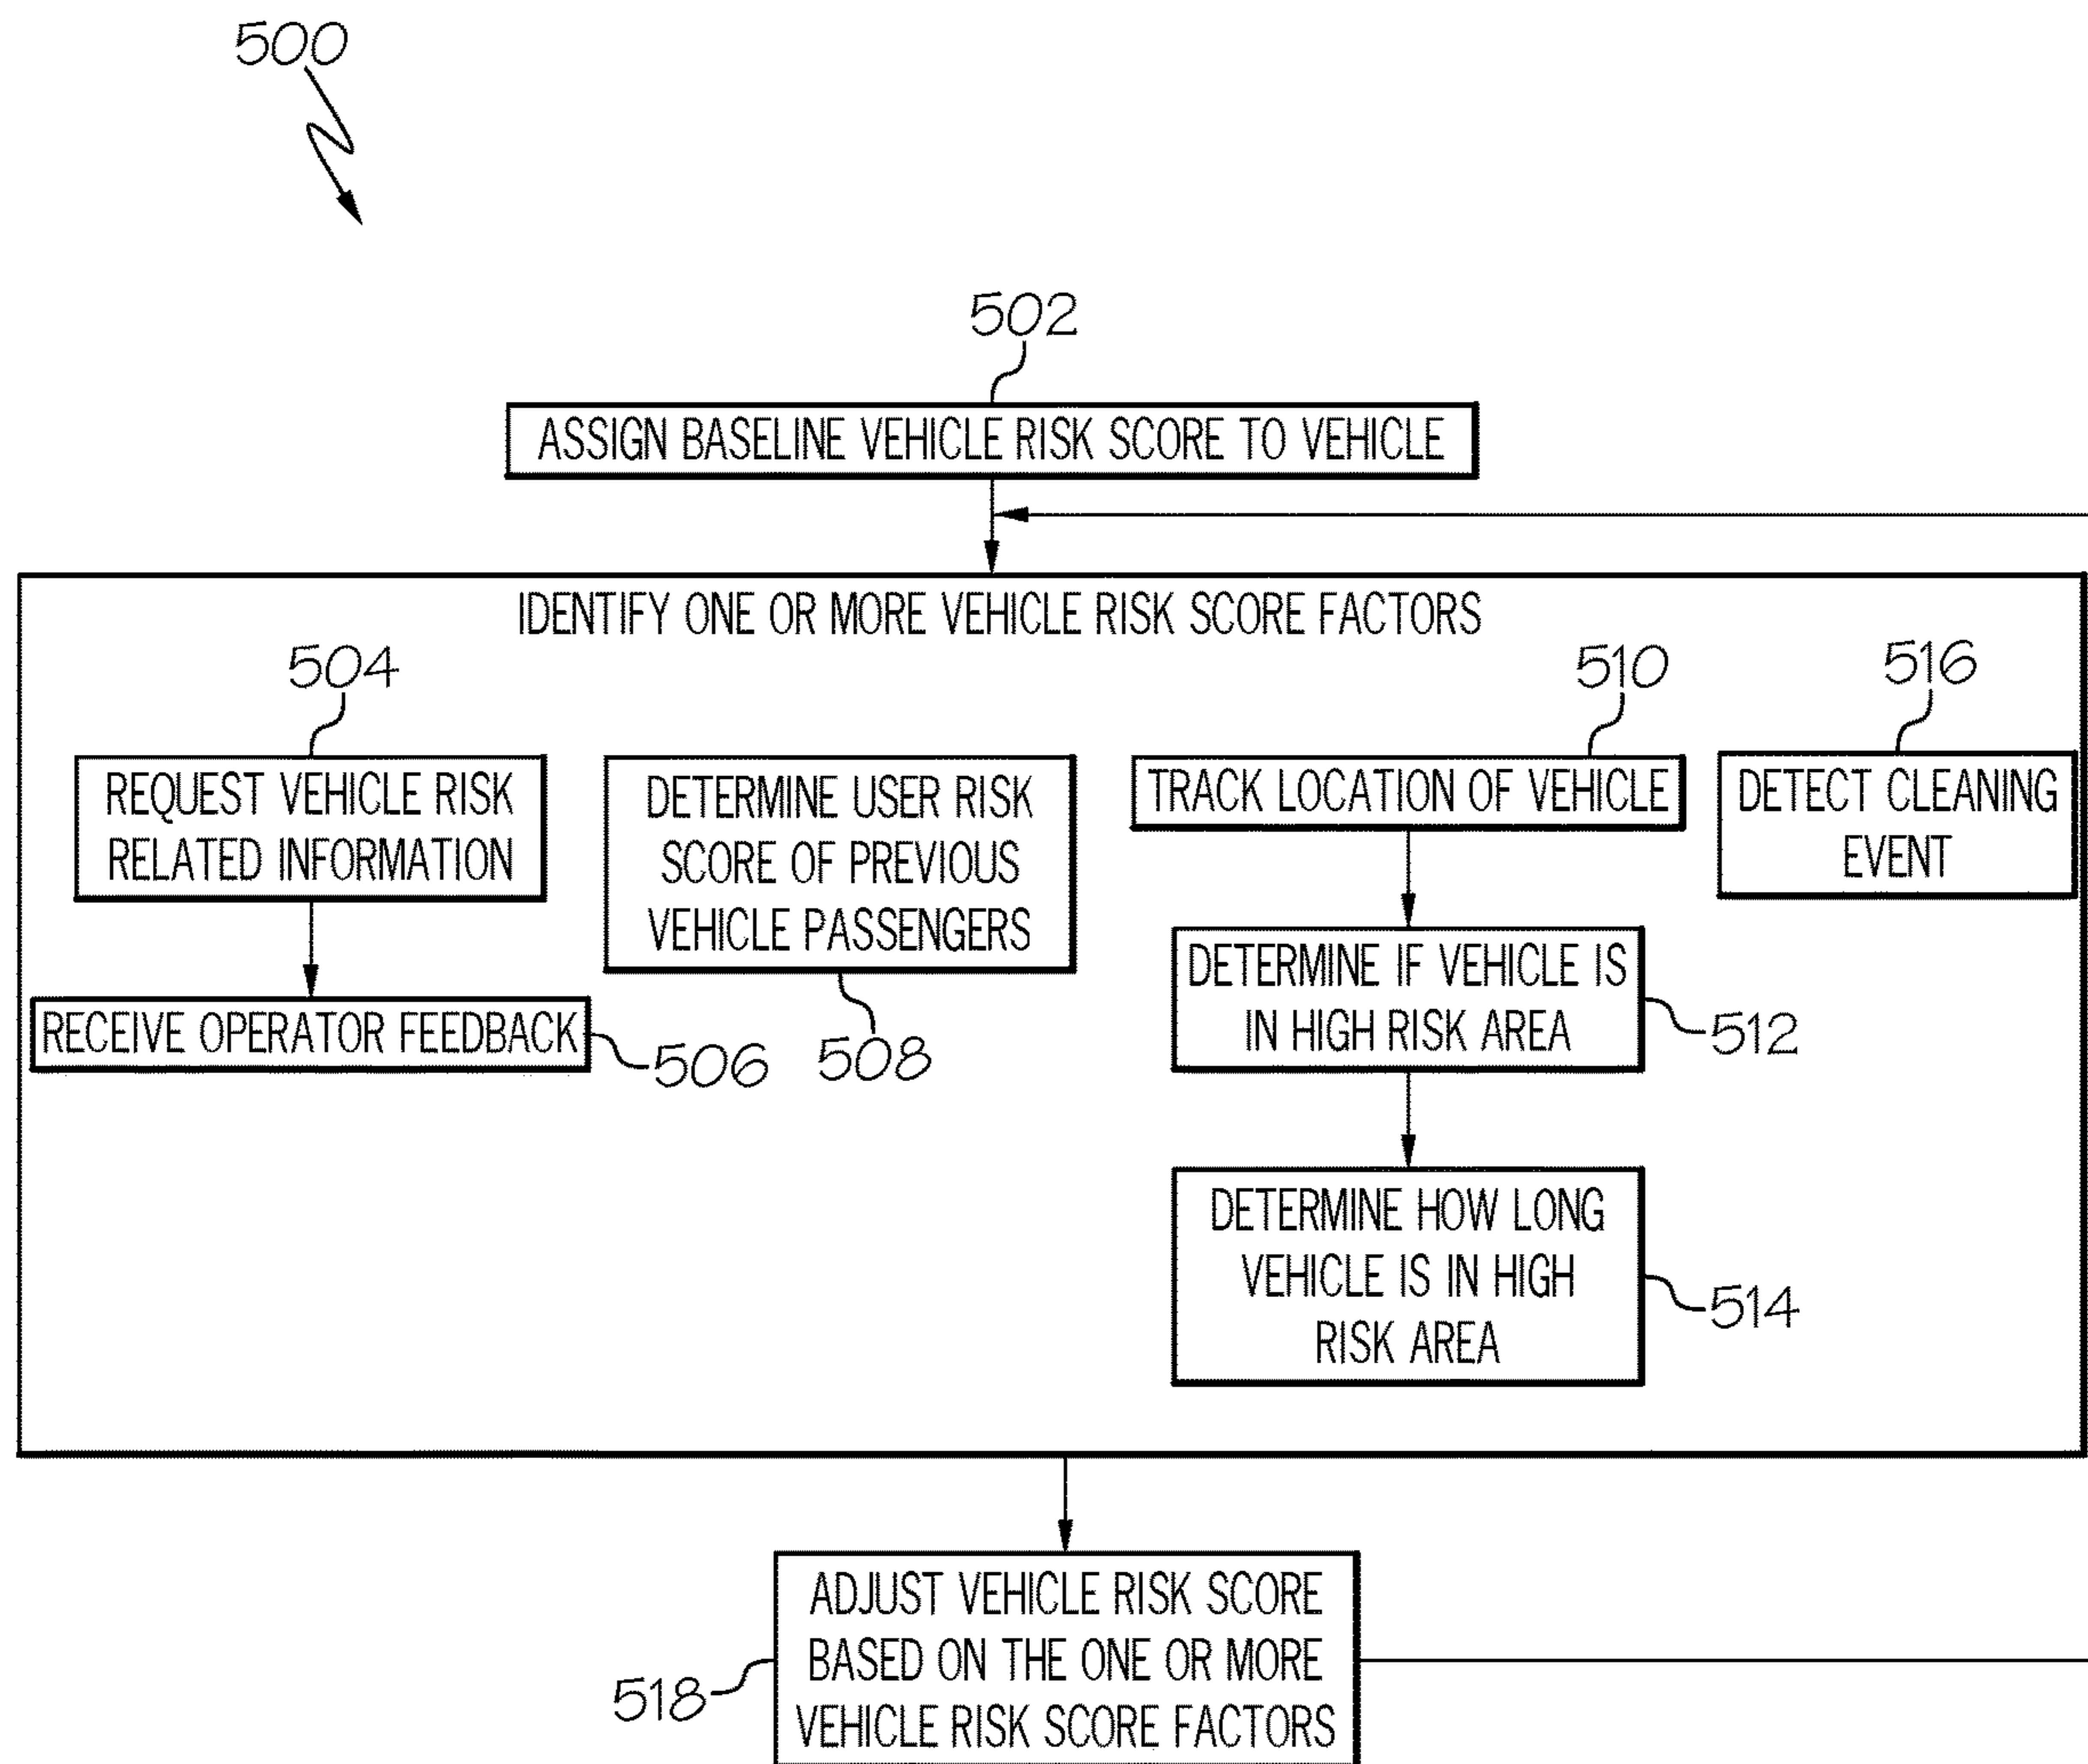 500
502
ASSIGN BASELINE VEHICLE RISK SCORE TO VEHICLE
IDENTIFY ONE OR MORE VEHICLE RISK SCORE FACTORS
504
REQUEST VEHICLE RISK
RELATED INFORMATION
RECEIVE OPERATOR FEEDBACK
506
DETERMINE USER RISK
SCORE OF PREVIOUS
VEHICLE PASSENGERS
508
510
TRACK LOCATION OF VEHICLE
DETERMINE IF VEHICLE IS
IN HIGH RISK AREA
512
DETERMINE HOW LONG
VEHICLE IS IN HIGH
RISK AREA
514
516
DETECT CLEANING
EVENT
ADJUST VEHICLE RISK SCORE
BASED ON THE ONE OR MORE
VEHICLE RISK SCORE FACTORS
518